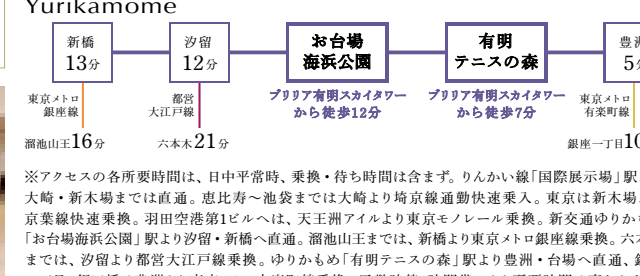 Yurikamome
新橋
13分
汐留
12分
お台場
海浜公園
有明
テニスの森
豊洲
5分
東京メトロ
銀座線
都営
大江戸線
ブリリア有明スカイタワー
から徒歩12分
ブリリア有明スカイタワー
から徒歩7分
東京メトロ
有楽町線
溜池山王16分
六本木21分
銀座一丁目10
※アクセスの各所要時間は、日中平常時、乗換・待ち時間は含まず。りんかい線「国際展示場」駅
大崎・新木場までは直通。恵比寿～池袋までは大崎より埼京線通勤快速乗入。東京は新木場
京葉線快速乗換。羽田空港第1ビルへは、天王洲アイルより東京モノレール乗換。新交通ゆりか
「お台場海浜公園」駅より汐留・新橋へ直通。溜池山王までは、新橋より東京メトロ銀座線乗換。六
までは、汐留より都営大江戸線乗換。ゆりかもめ「有明テニスの森」駅より豊洲・台場へ直通、